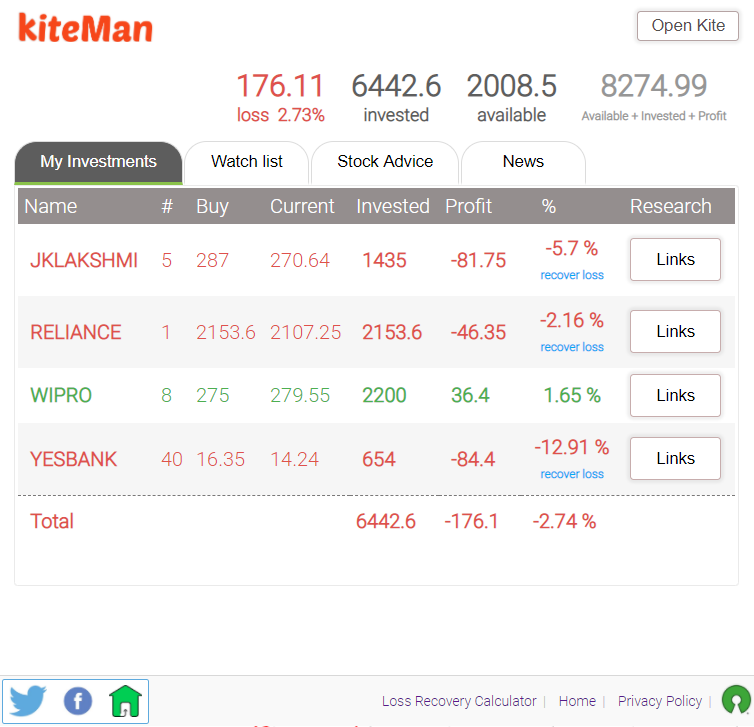 kiteMan
Open Kite
176.11 6442.6 2008.5 8274.99
loss 2.73% invested available Available + Invested + Profit
My Investments Watch list Stock Advice News
Name # Buy Current Invested Profit % Research
JKLAKSHMI 5 287 270.64 1435 -81.75 -5.7 % Links
recover loss
RELIANCE 1 2153.6 2107.25 2153.6 -46.35 -2.16 % Links
recover loss
WIPRO 8 275 279.55 2200 36.4 1.65 % Links
YESBANK 40 16.35 14.24 654 -84.4 -12.91 % Links
recover loss
Total 6442.6 -176.1 -2.74 %
Loss Recovery Calculator | Home | Privacy Policy |